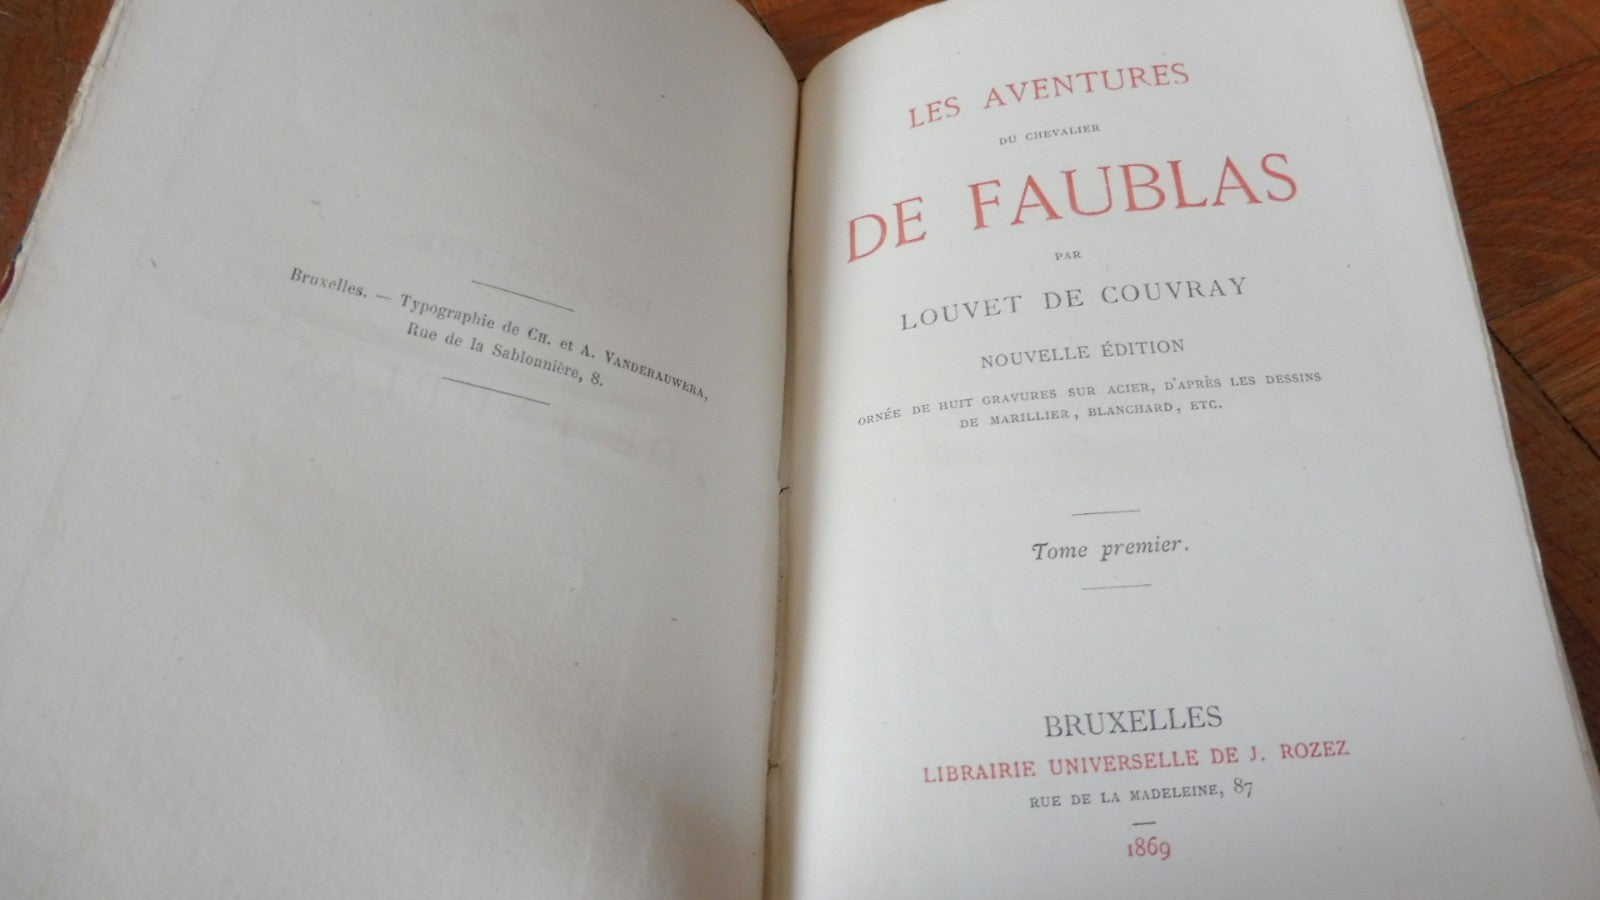 Bruxelles. — Typographie de Ch. et A. Vanderauwera,
Rue de la Sablonnière, 8.
LES AVENTURES
DU CHEVALIER
DE FAUBLAS
PAR
LOUVET DE COUVRAY
NOUVELLE ÉDITION
ORNÉE DE HUIT GRAVURES SUR ACIER, D'APRÈS LES DESSINS
DE MARILLIER, BLANCHARD, ETC.
Tome premier.
BRUXELLES
LIBRAIRIE UNIVERSELLE DE J. ROZEZ
RUE DE LA MADELEINE, 87
1869